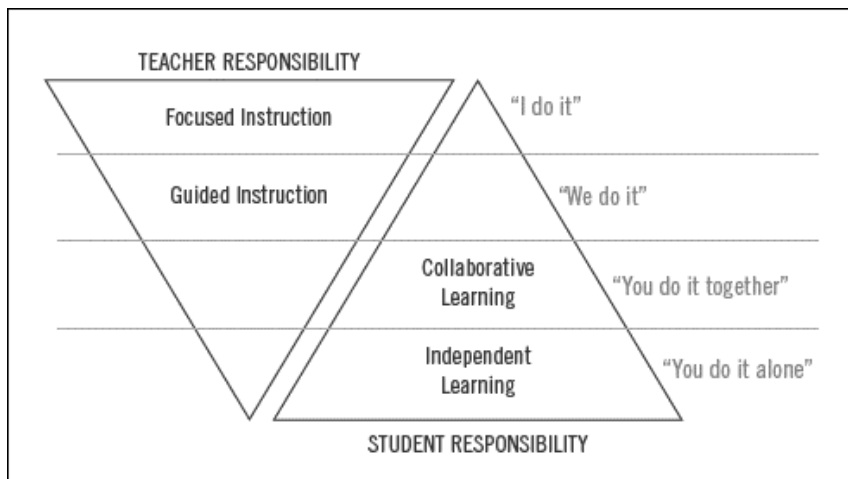 TEACHER RESPONSIBILITY
Focused Instruction
“I do it”
Guided Instruction
“We do it”
Collaborative
Learning
“You do it together”
Independent
Learning
“You do it alone”
STUDENT RESPONSIBILITY